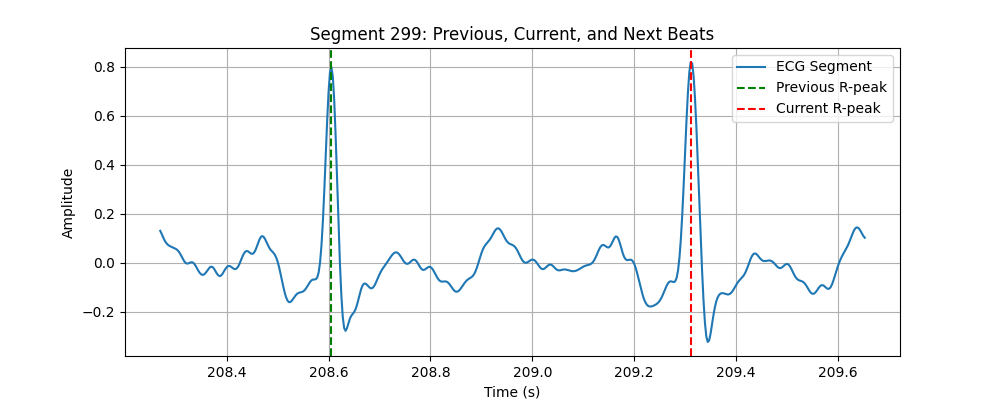 Segment 299: Previous, Current, and Next Beats
ECG Segment
Previous R-peak
Current R-peak
Amplitude
0.8
0.6
0.4
0.2
0.0
−0.2
208.4 208.6 208.8 209.0 209.2 209.4 209.6
Time (s)